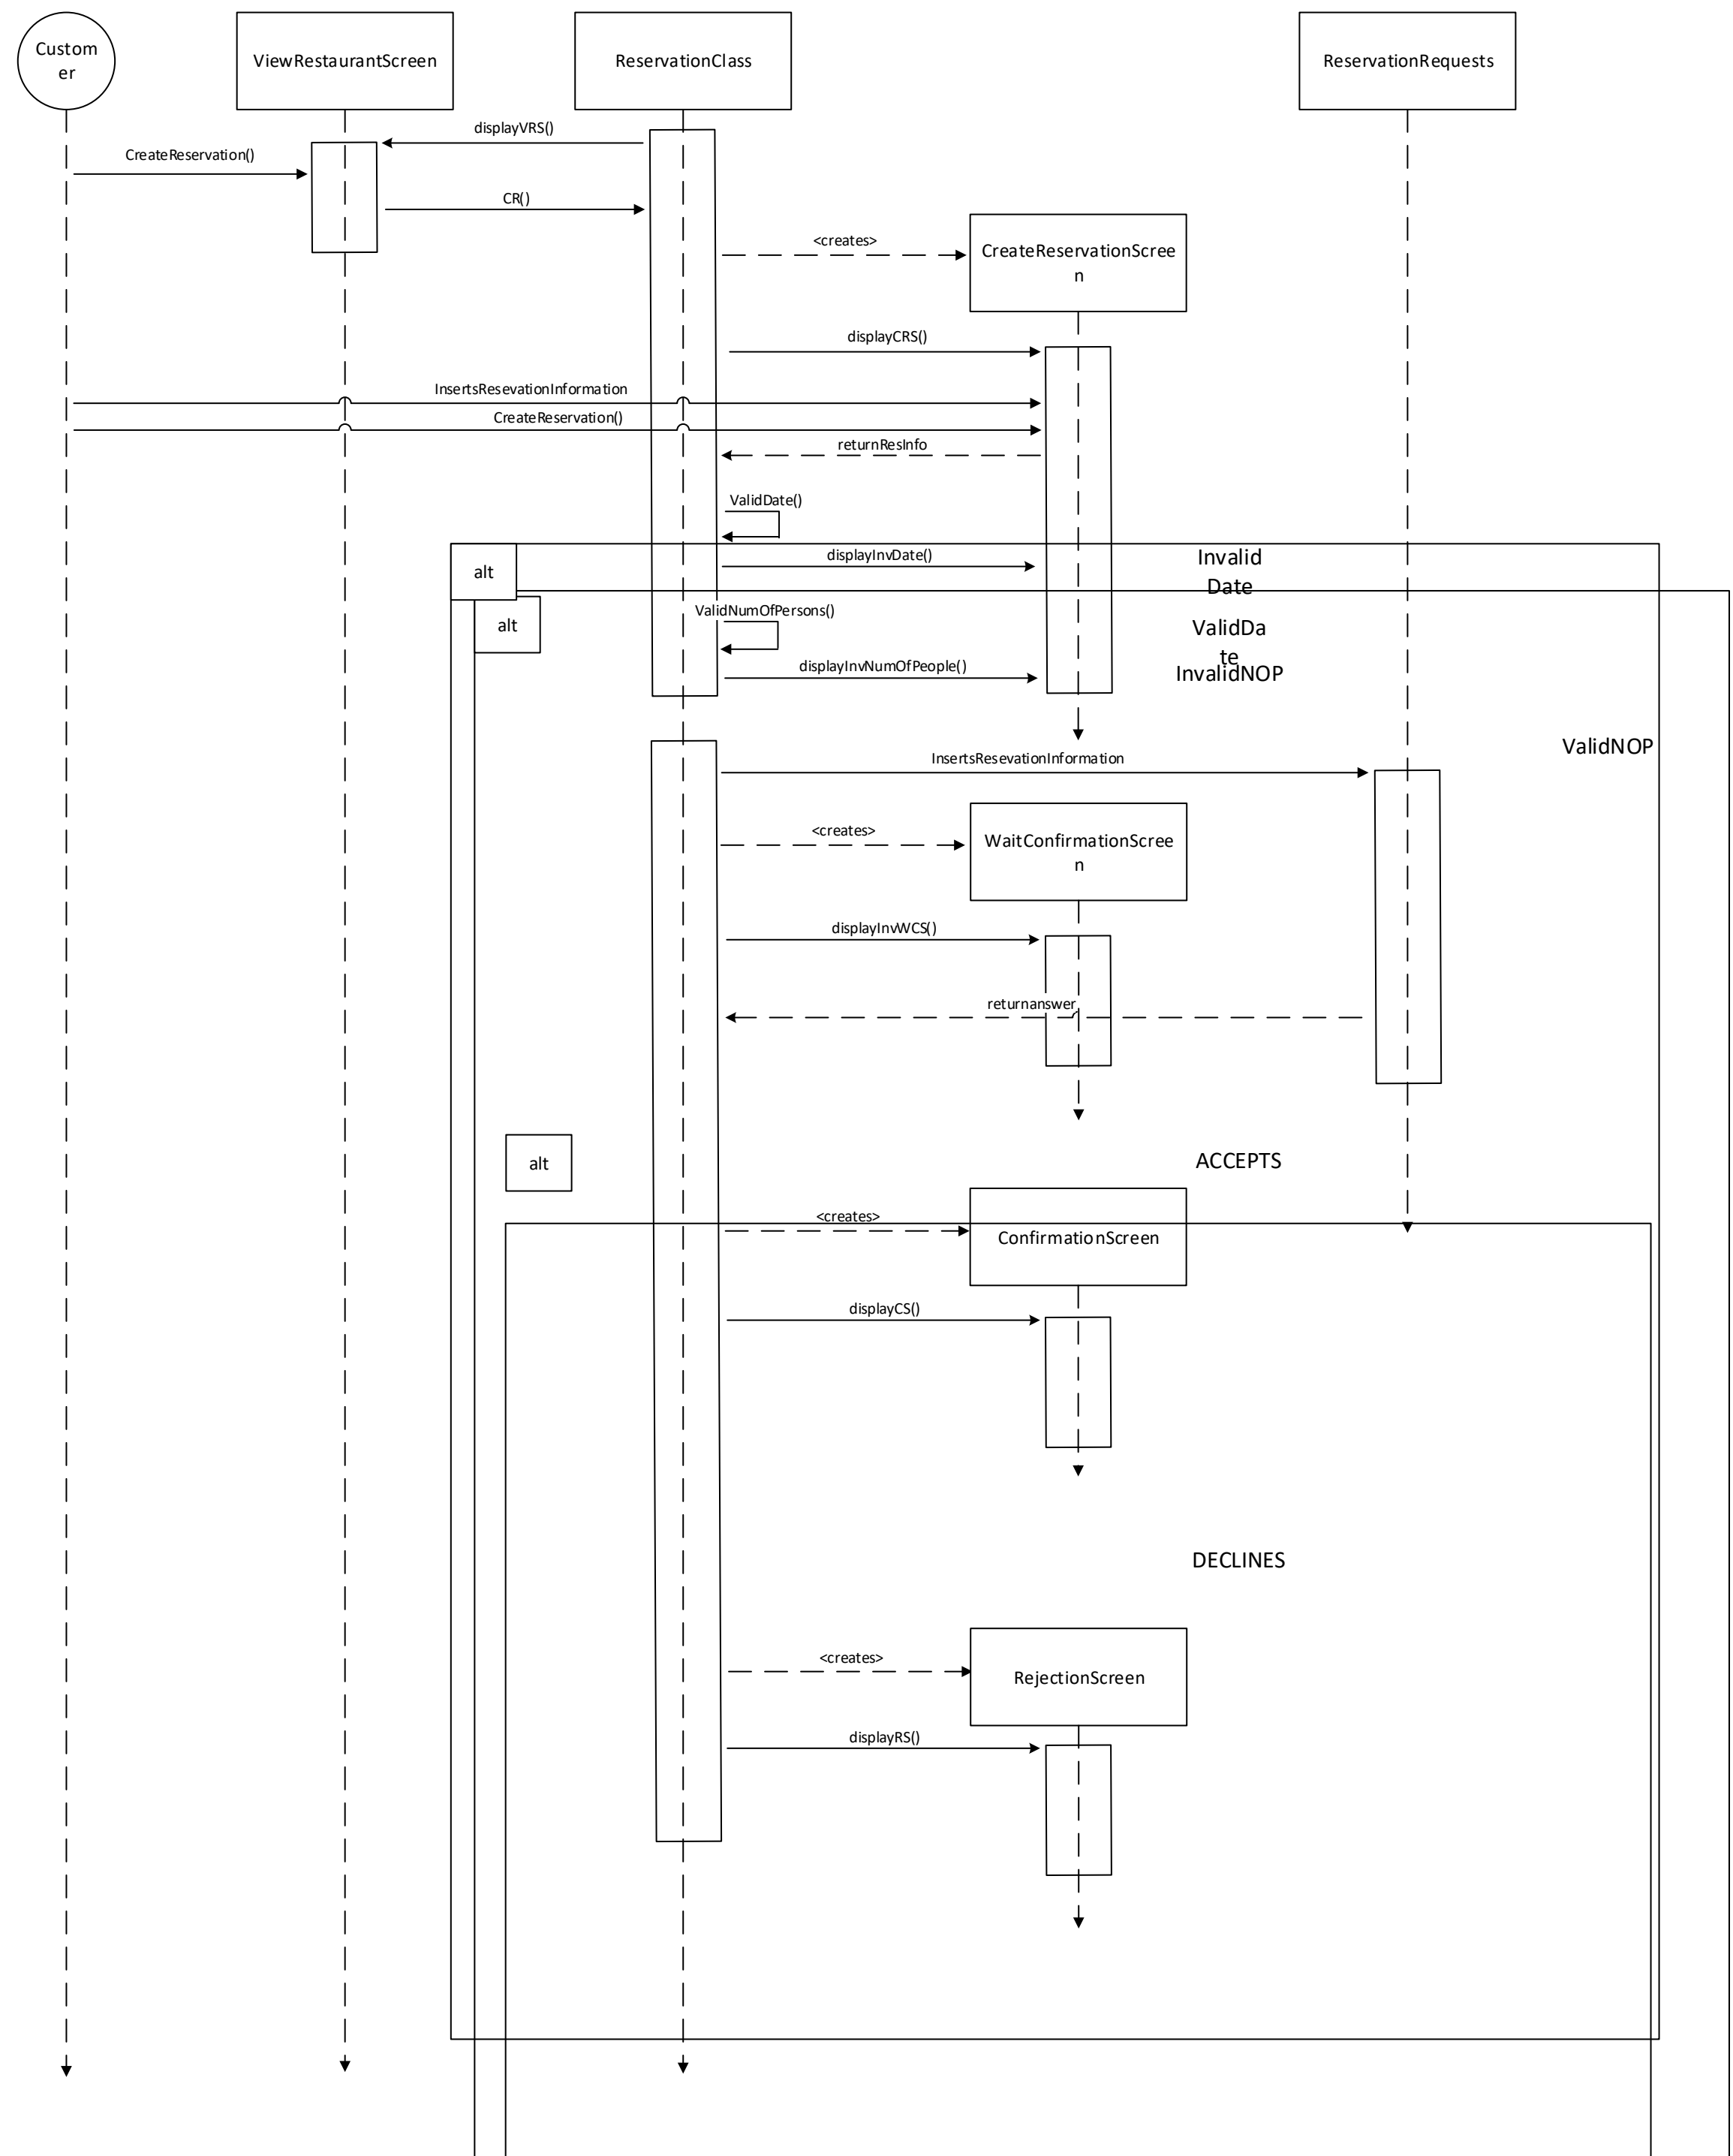 Custom
er
ViewRestaurantScreen
ReservationClass
ReservationRequests
displayVRS()
CreateReservation()
CR()
<creates>
CreateReservationScree
n
displayCRS()
InsertsResevationInformation
CreateReservation()
returnResInfo
ValidDate()
alt
displayInvDate()
Invalid
Date
alt
ValidNumOfPersons()
ValidDa
te
displayInvNumOfPeople()
InvalidNOP
ValidNOP
InsertsResevationInformation
<creates>
WaitConfirmationScree
n
displayInvWCS()
returnanswer
alt
ACCEPTS
<creates>
ConfirmationScreen
displayCS()
DECLINES
<creates>
RejectionScreen
displayRS()